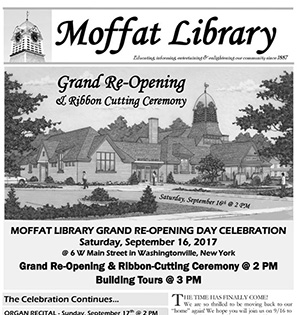 Moffat Library
Educating, informing, entertaining & enlightening our community since 1887
Grand Re-Opening
& Ribbon Cutting Ceremony
Saturday, September 16th @ 2 PM
MOFFAT LIBRARY GRAND RE-OPENING DAY CELEBRATION
Saturday, September 16, 2017
@ 6 W Main Street in Washingtonville, New York
Grand Re-Opening & Ribbon-Cutting Ceremony @ 2 PM
Building Tours @ 3 PM
The Celebration Continues...
ORGAN RECITAL - Sunday, September 17th @ 2 PM
THE TIME HAS FINALLY COME!
We are so thrilled to be moving back to our
"home" again! We hope you will join us on 9/16 to